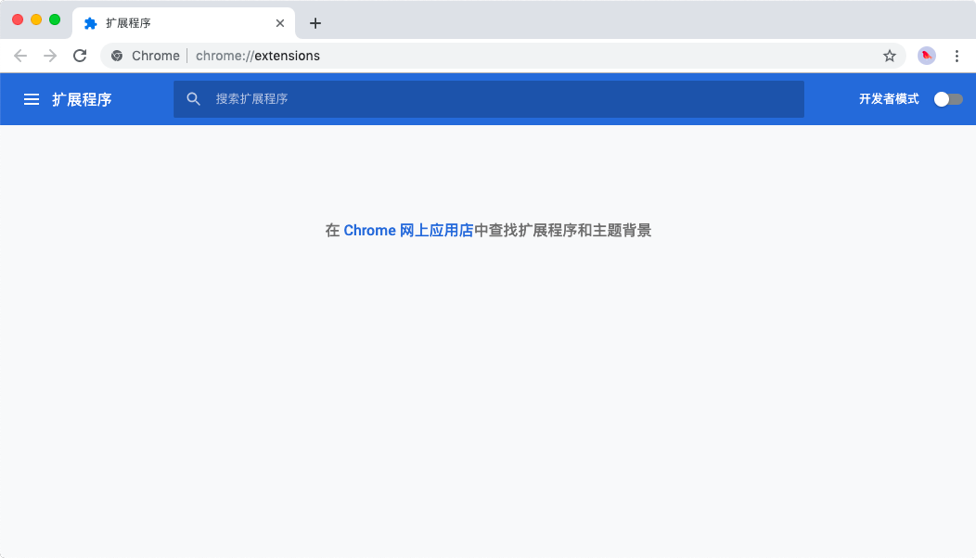 扩展程序
Chrome chrome://extensions
扩展程序 搜索扩展程序 开发者模式
在 Chrome 网上应用店中查找扩展程序和主题背景